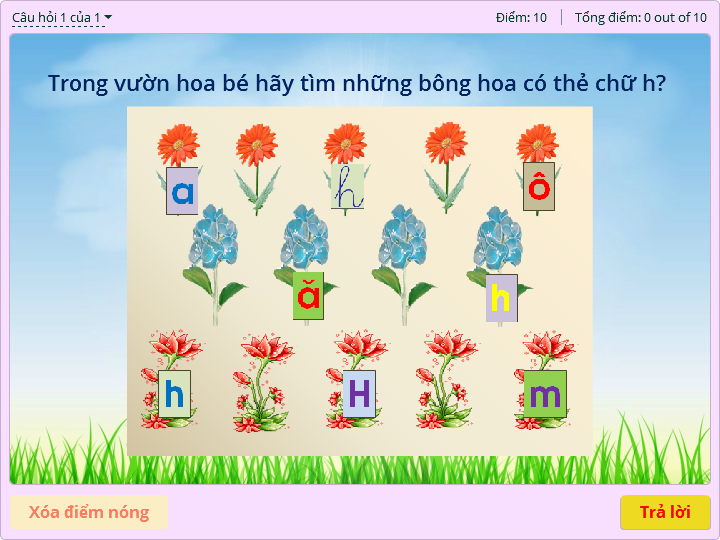 Câu hỏi 1 của 1
Điểm: 10
Tổng điểm: 0 out of 10
Trong vườn hoa bé hãy tìm những bông hoa có thẻ chữ h?
a
h
ô
ă
h
h
H
m
Xóa điểm nóng
Trả lời